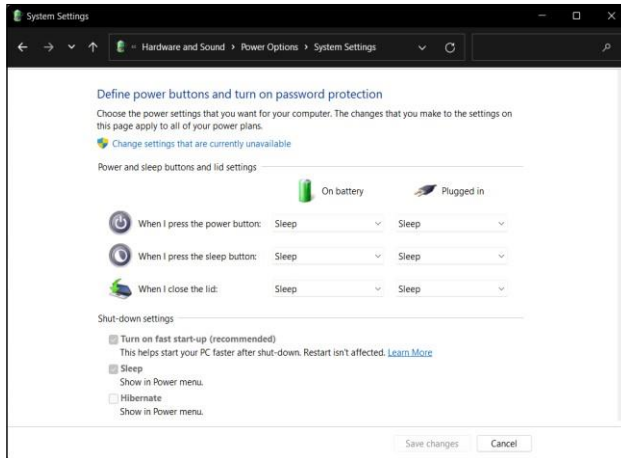 System Settings
« Hardware and Sound › Power Options › System Settings
Define power buttons and turn on password protection
Choose the power settings that you want for your computer. The changes that you make to the settings on
this page apply to all of your power plans.
Change settings that are currently unavailable
Power and sleep buttons and lid settings
On battery Plugged in
When I press the power button: Sleep Sleep
When I press the sleep button: Sleep Sleep
When I close the lid: Sleep Sleep
Shut-down settings
Turn on fast start-up (recommended)
This helps start your PC faster after shut-down. Restart isn't affected. Learn More
Sleep
Show in Power menu.
Hibernate
Show in Power menu.
Save changes Cancel